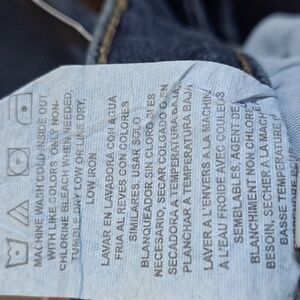 MACHINE WASH COLD INSIDE OUT
WITH LIKE COLORS, ONLY NON-
CHLORINE BLEACH WHEN NEEDED,
TUMBLE DRY LOW OR LINE DRY,
LOW IRON
LAVAR EN LAVADORA CON AGUA
FRIA AL REVES CON COLORES
SIMILARES, USAR SOLO
BLANQUEADOR SIN CLORO SI ES
NECESARIO, SECAR COLGADO O EN
SECADORA A TEMPERATURA BAJA,
PLANCHAR A TEMPERATURA BAJA
LAVER A L'ENVERS A LA MACHINE
A L'EAU FROIDE AVEC COULEURS
SEMBLABLES, AGENT DE
BLANCHIMENT NON CHLORE
BESOIN, SECHER A LA MACH
BASSE TEMPERATURE